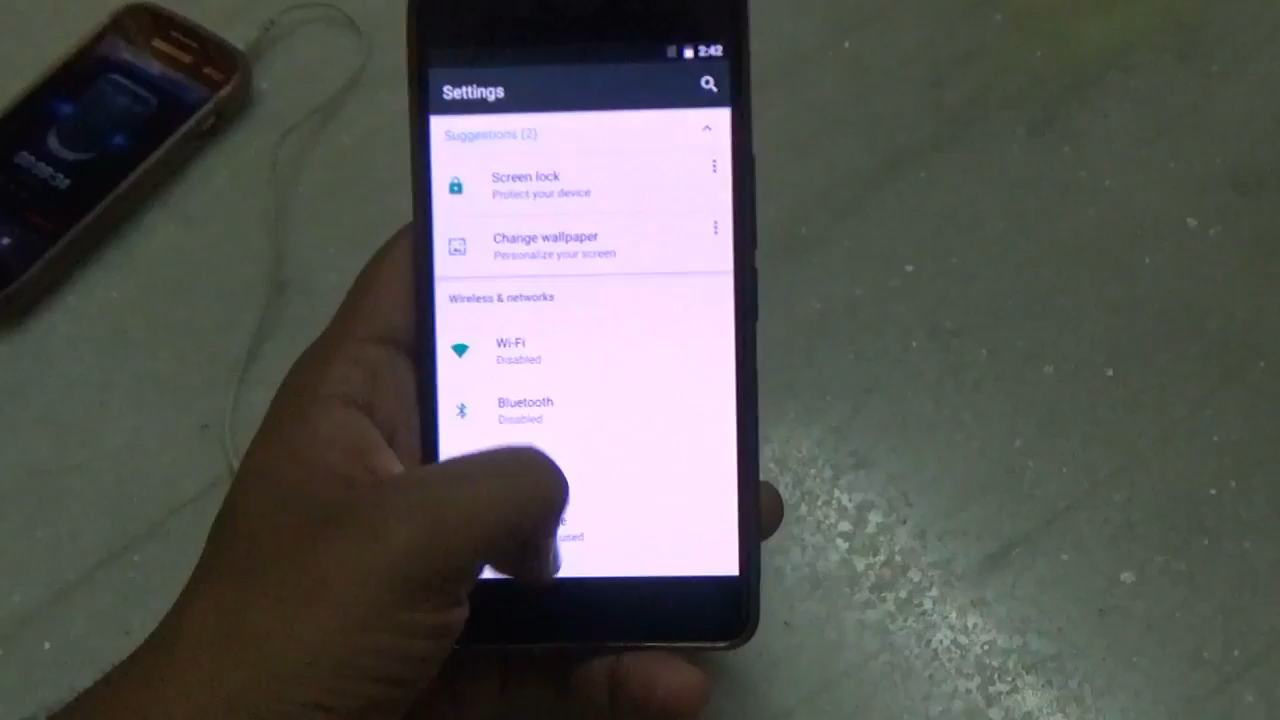 2:42
Settings
Suggestions (2)
Screen lock
Protect your device
Change wallpaper
Personalize your screen
Wireless & networks
Wi-Fi
Disabled
Bluetooth
Disabled
used